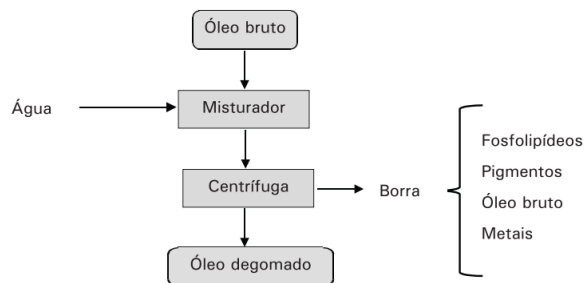 Óleo bruto
Água
Misturador
Centrífuga
Borra
Fosfolipídeos
Pigmentos
Óleo bruto
Metais
Óleo degomado